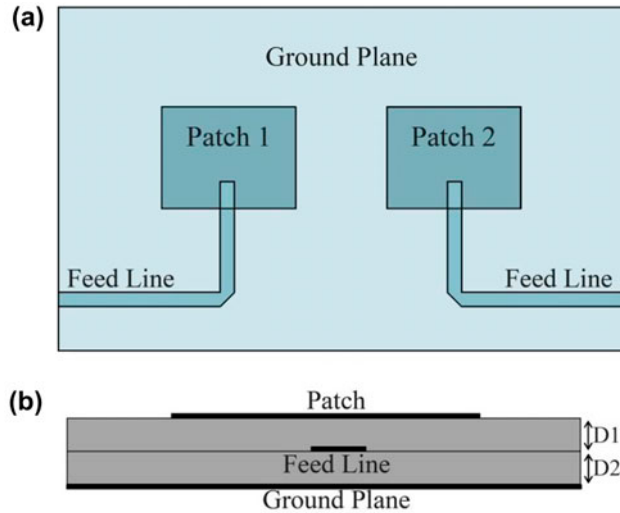 (a)
Ground Plane
Patch 1
Patch 2
Feed Line
Feed Line
(b)
Patch
D1
Feed Line
D2
Ground Plane